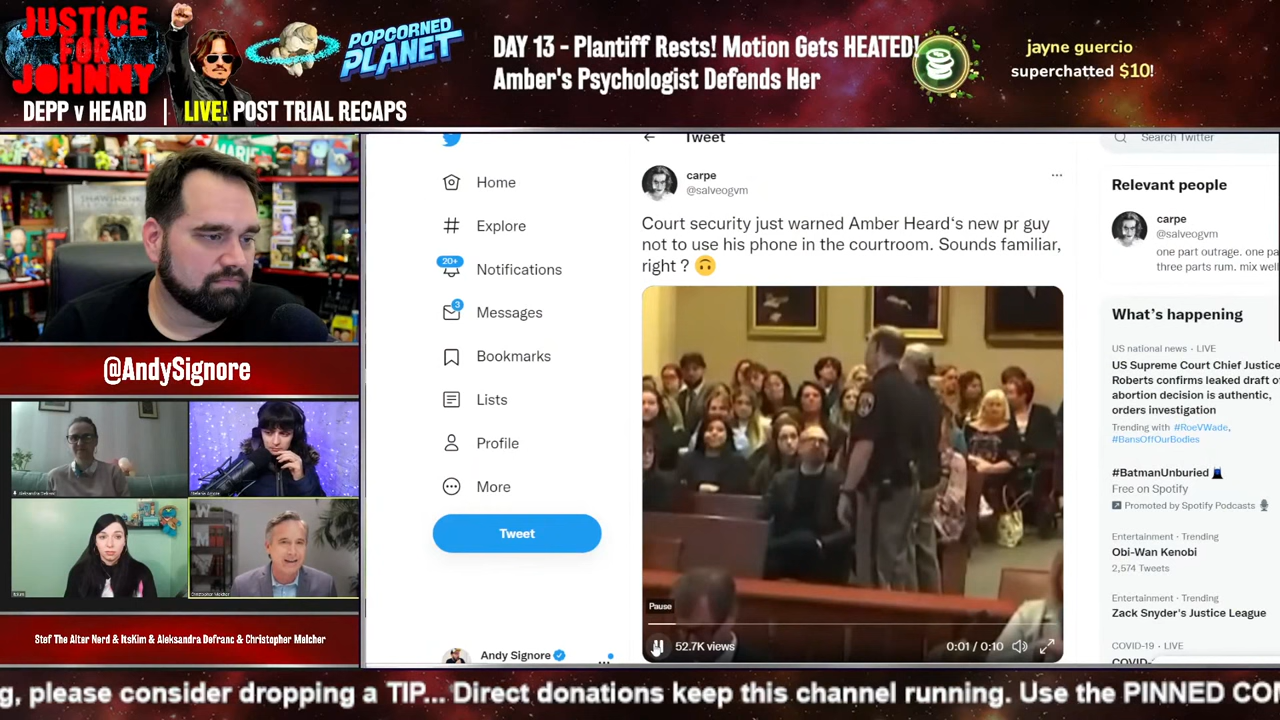 JUSTICE
FOR
JOHNNY
POPCORNED
PLANET
DEPP v HEARD | LIVE! POST TRIAL RECAPS
DAY 13 - Plantiff Rests! Motion Gets HEATED!
Amber's Psychologist Defends Her
jayne guercio
superchatted $10!
@AndySignore
Christopher Melcher
Stef The Alter Nerd & ItsKim & Aleksandra Defranc & Christopher Melcher
Home
Explore
20+
Notifications
3
Messages
Bookmarks
Lists
Profile
More
Tweet
Andy Signore
Tweet
carpe
@salveogvm
Court security just warned Amber Heard's new pr guy
not to use his phone in the courtroom. Sounds familiar,
right ? 🙃
Pause
52.7K views
0:01 / 0:10
Search Twitter
Relevant people
carpe
@salveogvm
one part outrage. one pa
three parts rum. mix well
What's happening
US national news · LIVE
US Supreme Court Chief Justice
Roberts confirms leaked draft o
abortion decision is authentic,
orders investigation
Trending with #RoeVWade,
#BansOffOurBodies
#BatmanUnburied
Free on Spotify
Promoted by Spotify Podcasts
Entertainment · Trending
Obi-Wan Kenobi
2,574 Tweets
Entertainment · Trending
Zack Snyder's Justice League
COVID-19 · LIVE
COVID-
g, please consider dropping a TIP... Direct donations keep this channel running. Use the PINNED COM